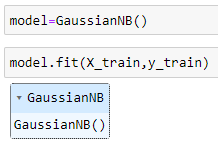 model=GaussianNB()
model.fit(X_train,y_train)
▾ GaussianNB
GaussianNB()